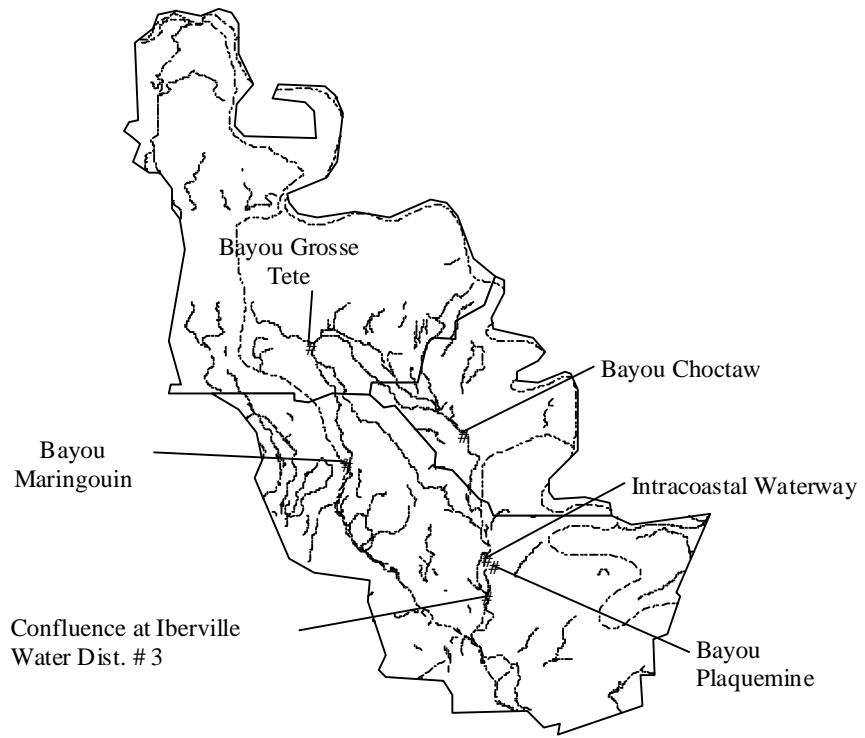 Bayou Grosse
Tete
Bayou Choctaw
Bayou
Maringouin
Intracoastal Waterway
Confluence at Iberville
Water Dist. # 3
Bayou
Plaquemine
#
#
#
#
#
#